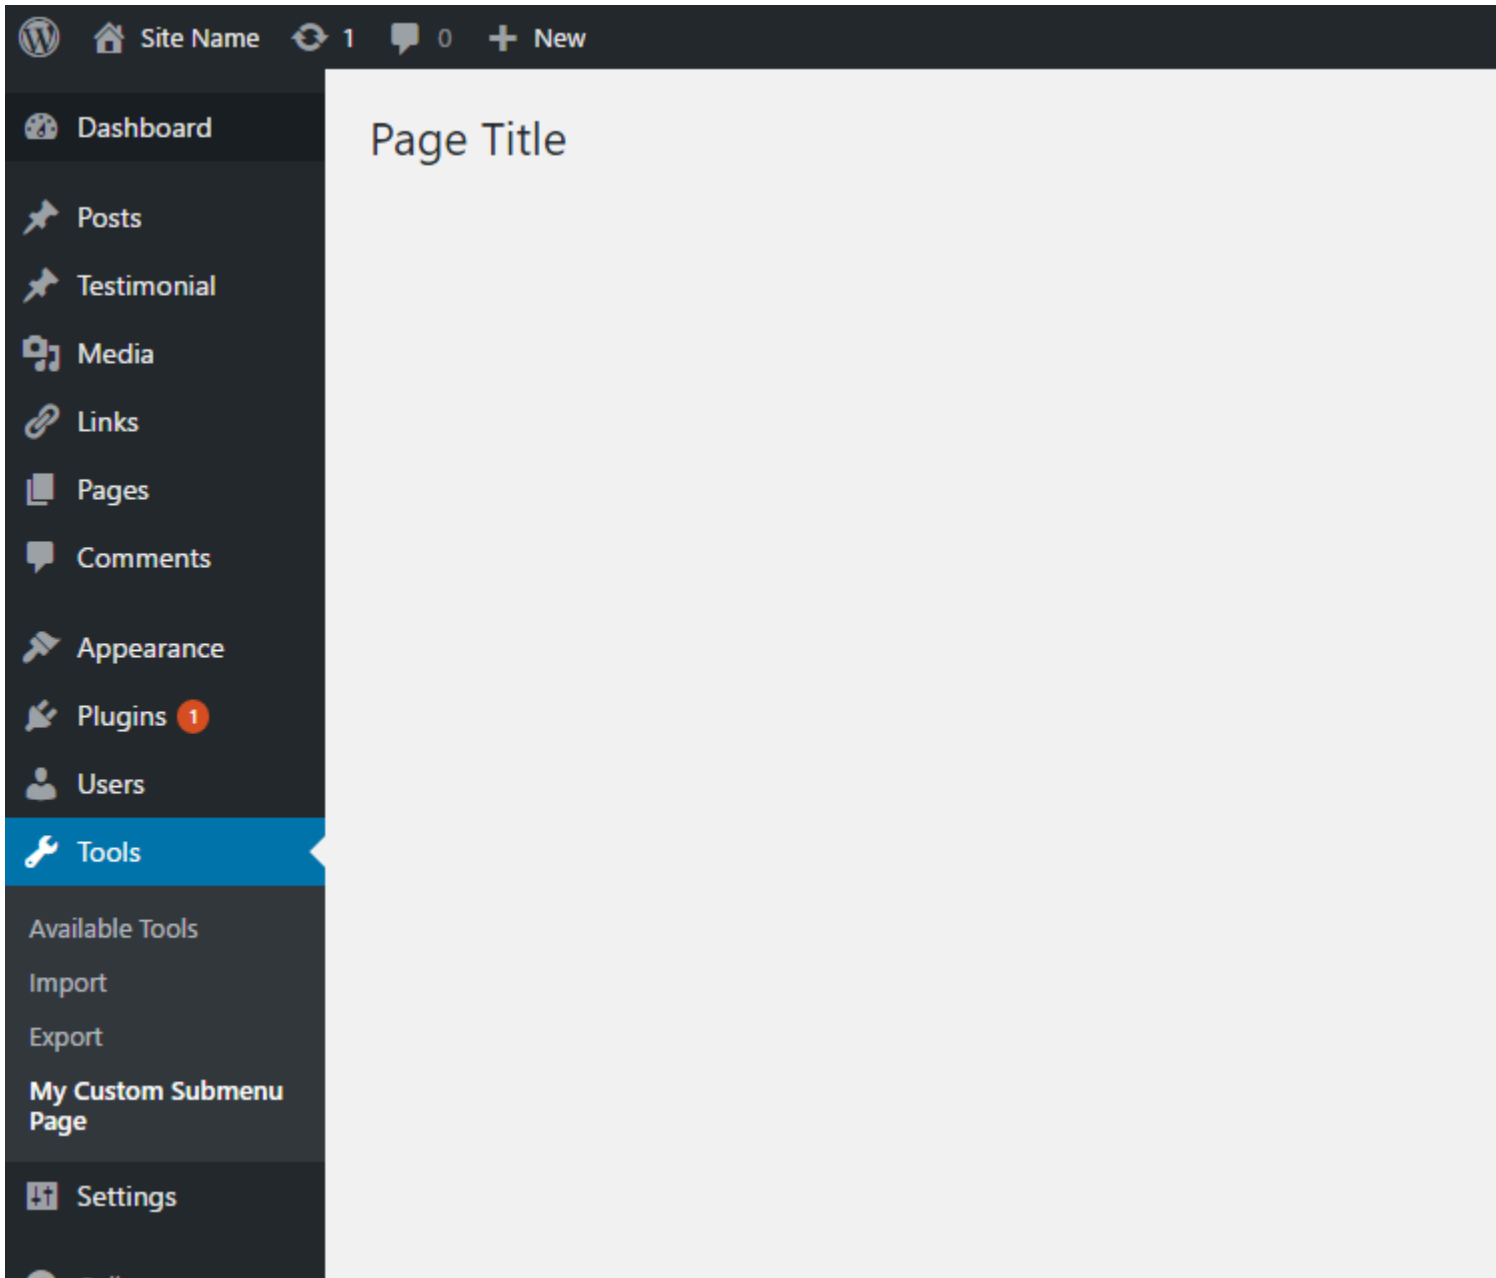 Site Name 1 0 New
Dashboard
Page Title
Posts
Testimonial
Media
Links
Pages
Comments
Appearance
Plugins 1
Users
Tools
Available Tools
Import
Export
My Custom Submenu
Page
Settings